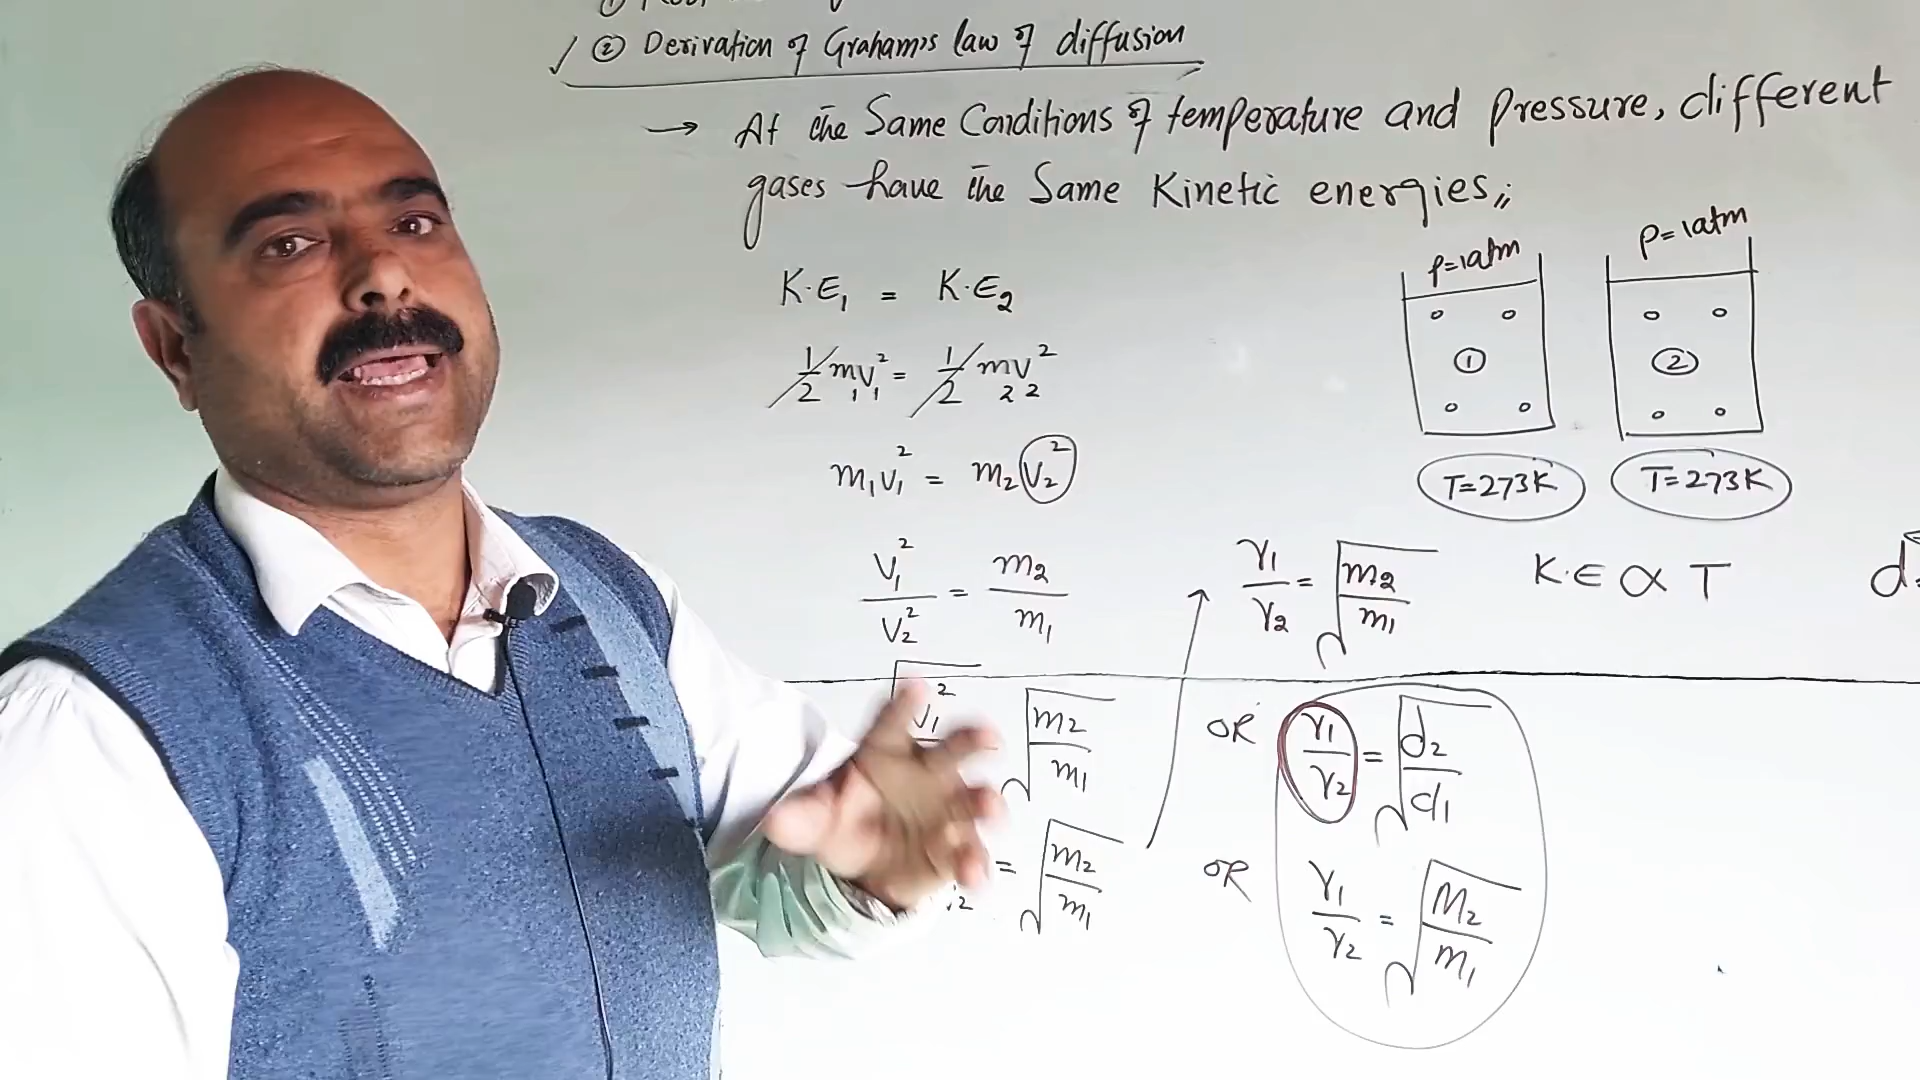 ② Derivation of Graham's law of diffusion
→ At the Same Conditions of temperature and pressure, different
gases have the Same Kinetic energies,,
P=1atm
P=1atm
K·E₁ = K·E₂
① ②
1/2 m₁v₁² = 1/2 m₂v₂²
m₁v₁² = m₂v₂²
T=273K
T=273K
V₁²/V₂² = m₂/m₁
r₁/r₂ = √m₂/m₁
K·E ∝ T
d
V₁² √m₂/m₁
OR r₁/r₂ = √d₂/d₁
= √m₂/m₁
OR r₁/r₂ = √M₂/m₁